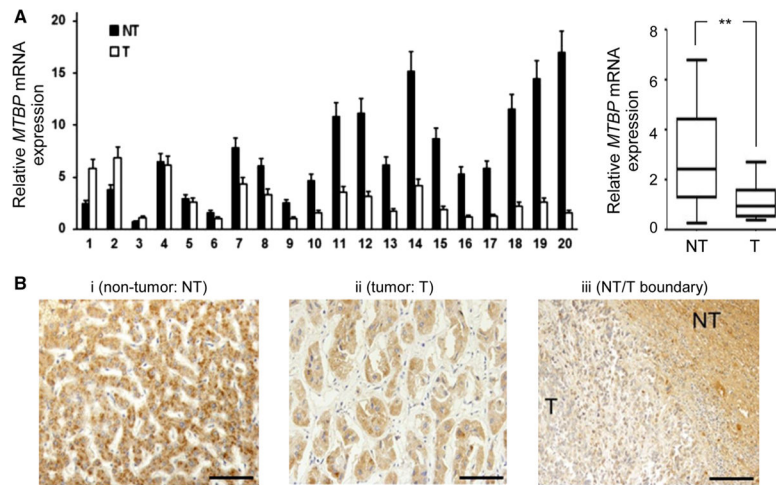 A
Relative MTBP mRNA
expression
20
15
10
5
0
NT
T
1 2 3 4 5 6 7 8 9 10 11 12 13 14 15 16 17 18 19 20
Relative MTBP mRNA
expression
8
6
4
2
0
**
NT T
B
i (non-tumor: NT)
ii (tumor: T)
iii (NT/T boundary)
NT
T